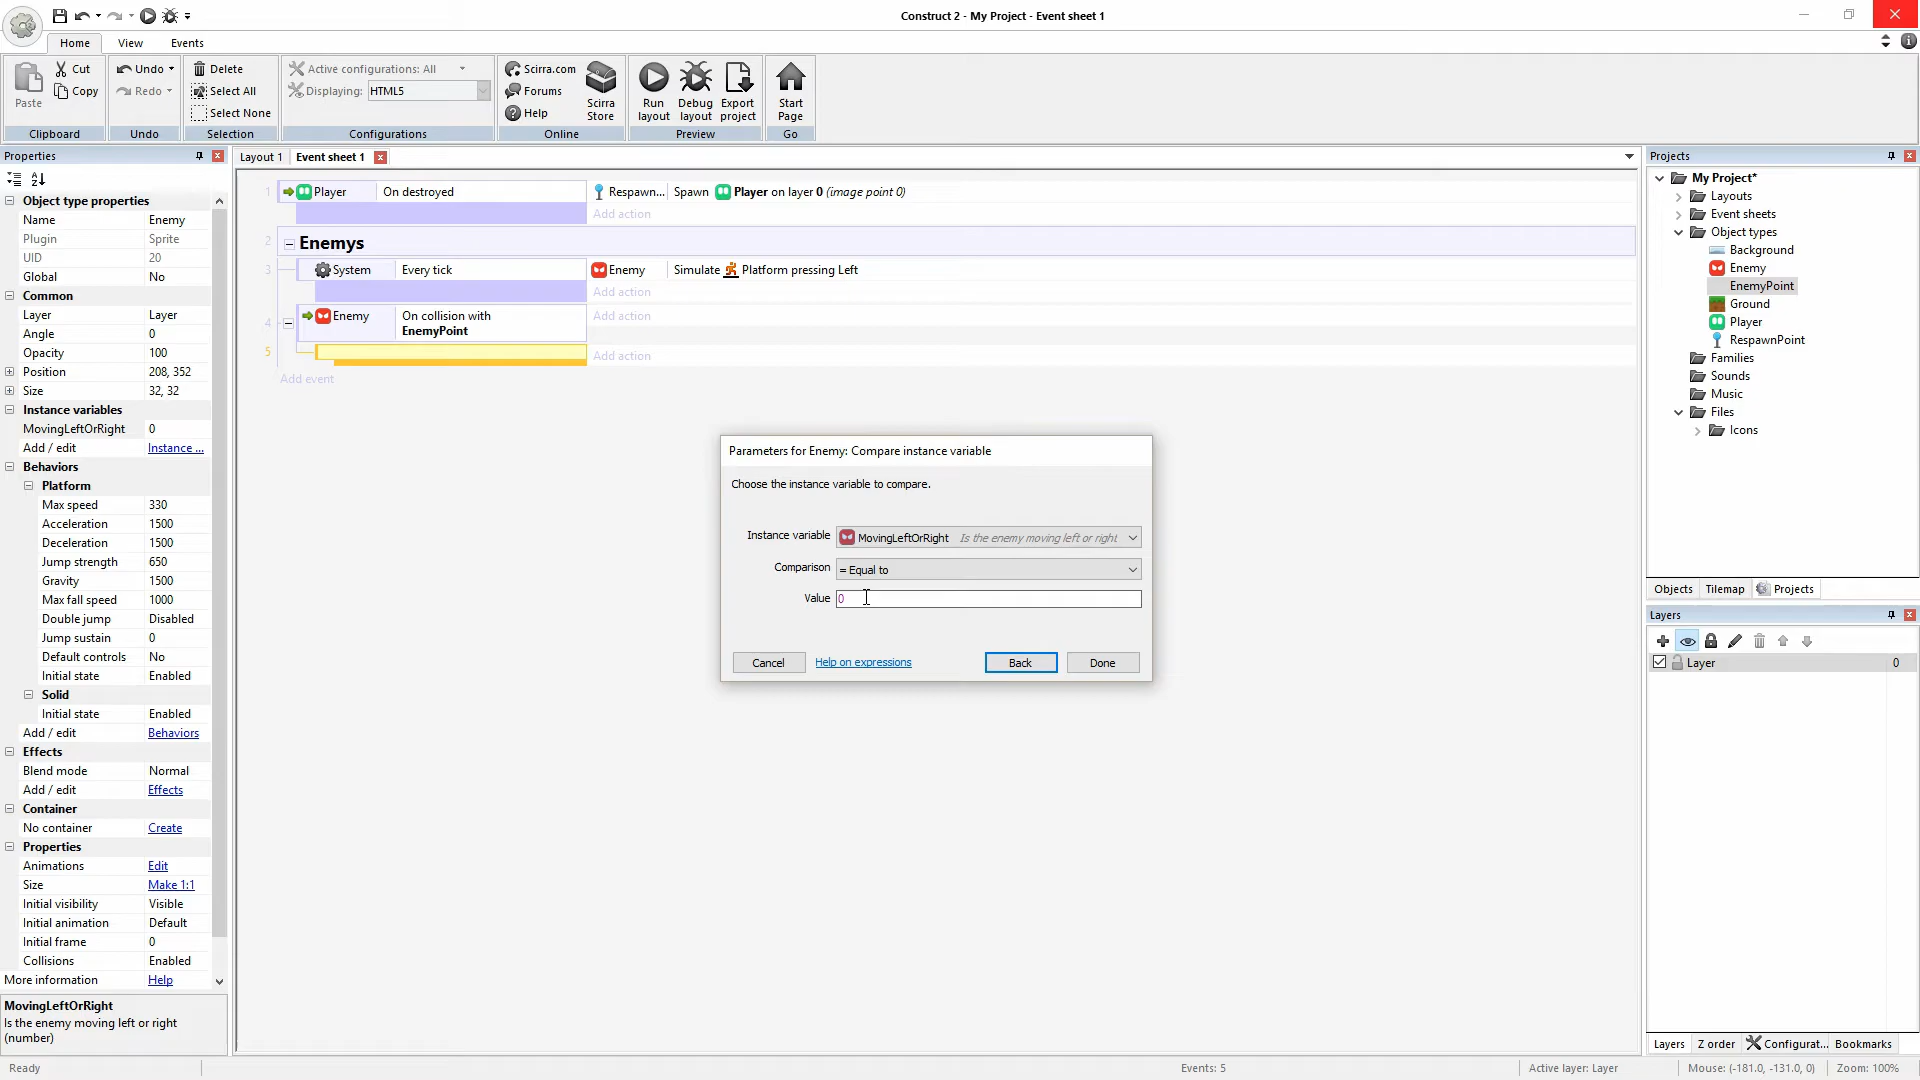 Construct 2 - My Project - Event sheet 1
Home
View
Events
Paste
Cut
Copy
Clipboard
Undo
Redo
Undo
Delete
Select All
Select None
Selection
Active configurations: All
Displaying:
HTML5
Configurations
Scirra.com
Forums
Help
Scirra
Store
Online
Run
layout
Debug
layout
Export
project
Preview
Start
Page
Go
Properties
Object type properties
Name
Enemy
Plugin
Sprite
UID
20
Global
No
Common
Layer
Layer
Angle
0
Opacity
100
Position
208, 352
Size
32, 32
Instance variables
MovingLeftOrRight
0
Add / edit
Instance ...
Behaviors
Platform
Max speed
330
Acceleration
1500
Deceleration
1500
Jump strength
650
Gravity
1500
Max fall speed
1000
Double jump
Disabled
Jump sustain
0
Default controls
No
Initial state
Enabled
Solid
Initial state
Enabled
Add / edit
Behaviors
Effects
Blend mode
Normal
Add / edit
Effects
Container
No container
Create
Properties
Animations
Edit
Size
Make 1:1
Initial visibility
Visible
Initial animation
Default
Initial frame
0
Collisions
Enabled
More information
Help
MovingLeftOrRight
Is the enemy moving left or right
(number)
Layout 1
Event sheet 1
1
Player
On destroyed
Respawn...
Spawn Player on layer 0 (image point 0)
Add action
2
Enemys
3
System
Every tick
Enemy
Simulate Platform pressing Left
Add action
4
Enemy
On collision with
EnemyPoint
Add action
5
Add action
Add event
Parameters for Enemy: Compare instance variable
Choose the instance variable to compare.
Instance variable
MovingLeftOrRight
Is the enemy moving left or right
Comparison
= Equal to
Value
0
Cancel
Help on expressions
Back
Done
Projects
My Project*
Layouts
Event sheets
Object types
Background
Enemy
EnemyPoint
Ground
Player
RespawnPoint
Families
Sounds
Music
Files
Icons
Objects
Tilemap
Projects
Layers
Layer
0
Layers
Z order
Configurat...
Bookmarks
Ready
Events: 5
Active layer: Layer
Mouse: (-181.0, -131.0, 0)
Zoom: 100%